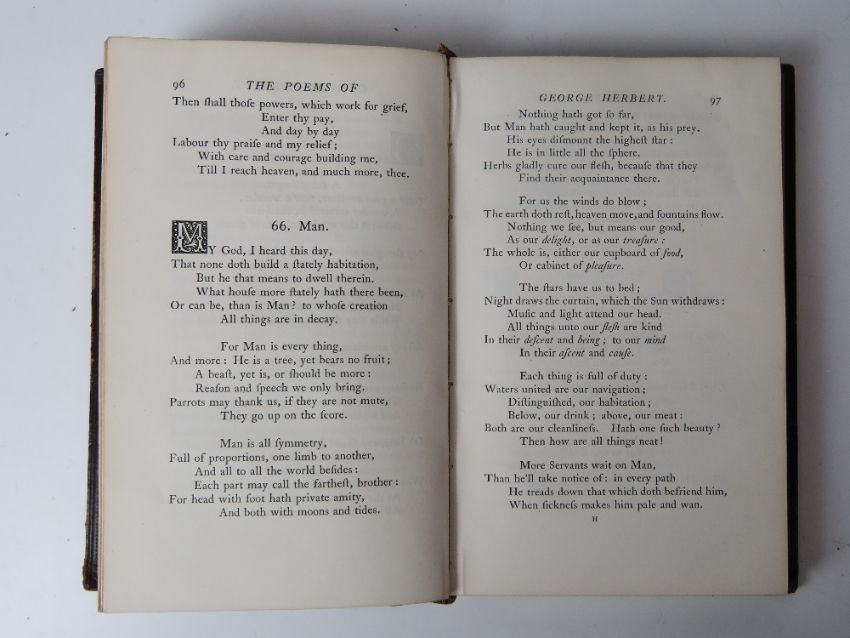 96 THE POEMS OF
Then ſhall thoſe powers, which work for grief,
Enter thy pay,
And day by day
Labour thy praiſe and my relief;
With care and courage building me,
Till I reach heaven, and much more, thee.
66. Man.
MY God, I heard this day,
That none doth build a ſtately habitation,
But he that means to dwell therein.
What houſe more ſtately hath there been,
Or can be, than is Man? to whoſe creation
All things are in decay.
For Man is every thing,
And more: He is a tree, yet bears no fruit;
A beaſt, yet is, or ſhould be more:
Reaſon and ſpeech we only bring.
Parrots may thank us, if they are not mute,
They go up on the ſcore.
Man is all ſymmetry,
Full of proportions, one limb to another,
And all to all the world beſides:
Each part may call the fartheſt, brother:
For head with foot hath private amity,
And both with moons and tides.
GEORGE HERBERT. 97
Nothing hath got ſo far,
But Man hath caught and kept it, as his prey.
His eyes diſmount the higheſt ſtar:
He is in little all the ſphere.
Herbs gladly cure our fleſh, becauſe that they
Find their acquaintance there.
For us the winds do blow;
The earth doth reſt, heaven move, and fountains flow.
Nothing we ſee, but means our good,
As our delight, or as our treaſure:
The whole is, either our cupboard of food,
Or cabinet of pleaſure.
The ſtars have us to bed;
Night draws the curtain, which the Sun withdraws:
Muſic and light attend our head.
All things unto our fleſh are kind
In their deſcent and being; to our mind
In their aſcent and cauſe.
Each thing is full of duty:
Waters united are our navigation;
Diſtinguiſhed, our habitation;
Below, our drink; above, our meat:
Both are our cleanlineſs. Hath one ſuch beauty?
Then how are all things neat!
More Servants wait on Man,
Than he'll take notice of: in every path
He treads down that which doth befriend him,
When ſickneſs makes him pale and wan.
H